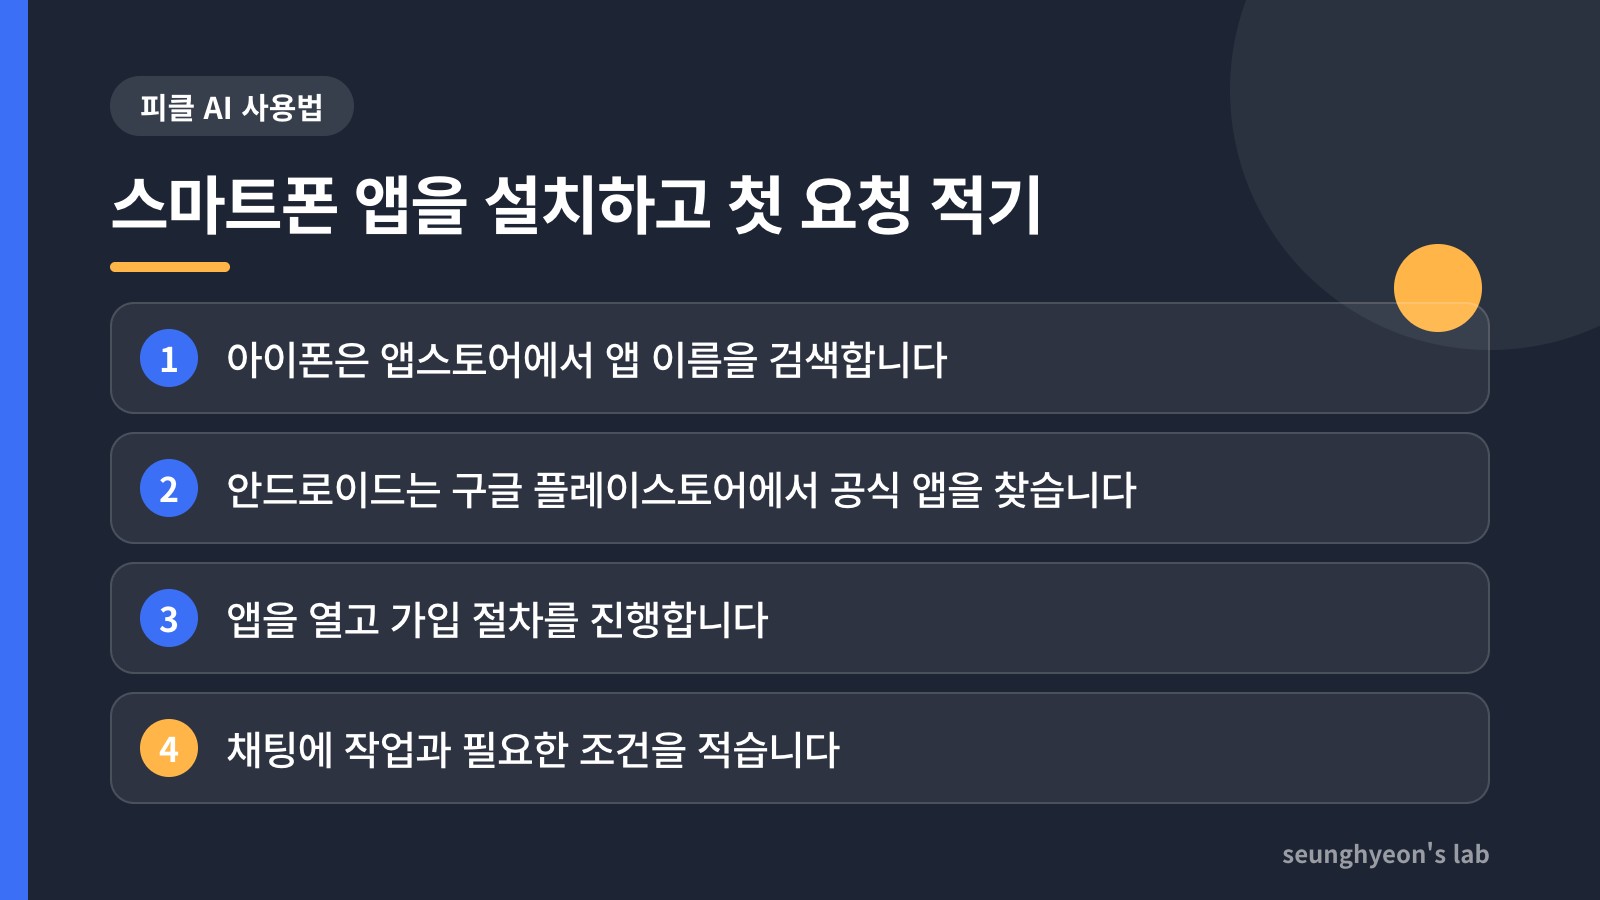 피클 AI 사용법
스마트폰 앱을 설치하고 첫 요청 적기
1 아이폰은 앱스토어에서 앱 이름을 검색합니다
2 안드로이드는 구글 플레이스토어에서 공식 앱을 찾습니다
3 앱을 열고 가입 절차를 진행합니다
4 채팅에 작업과 필요한 조건을 적습니다
seunghyeon's lab